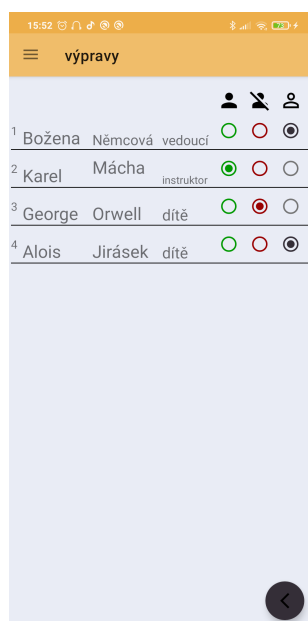 15:52
výpravy
1 Božena Němcová vedoucí
2 Karel Mácha instruktor
3 George Orwell dítě
4 Alois Jirásek dítě